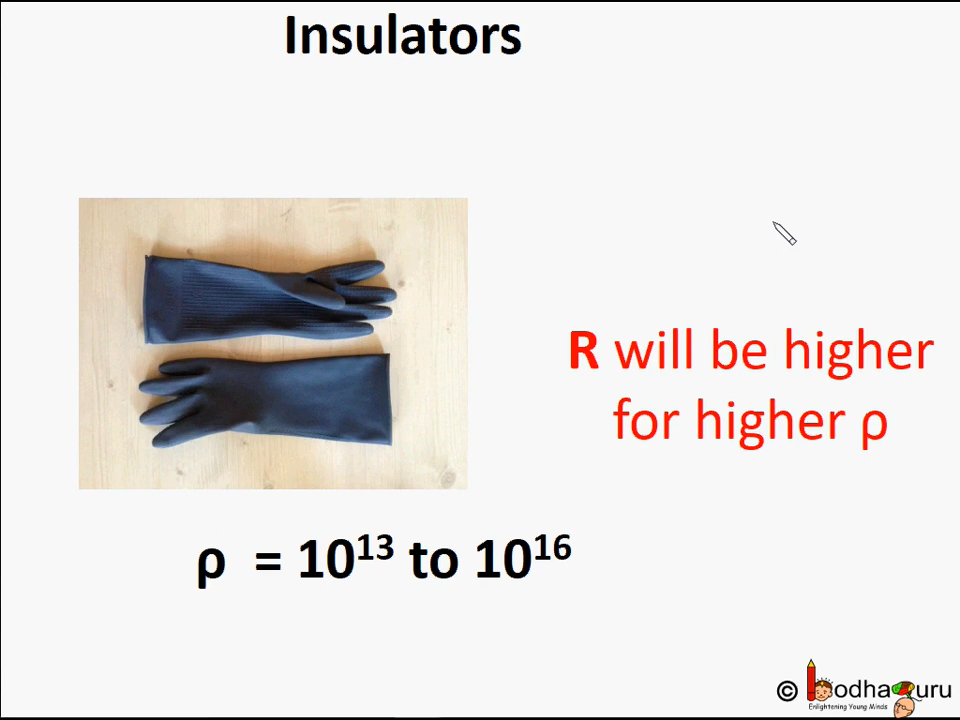 Insulators
R will be higher
for higher ρ
ρ = 10¹³ to 10¹⁶
© bodhaguru
Enlightening Young Minds